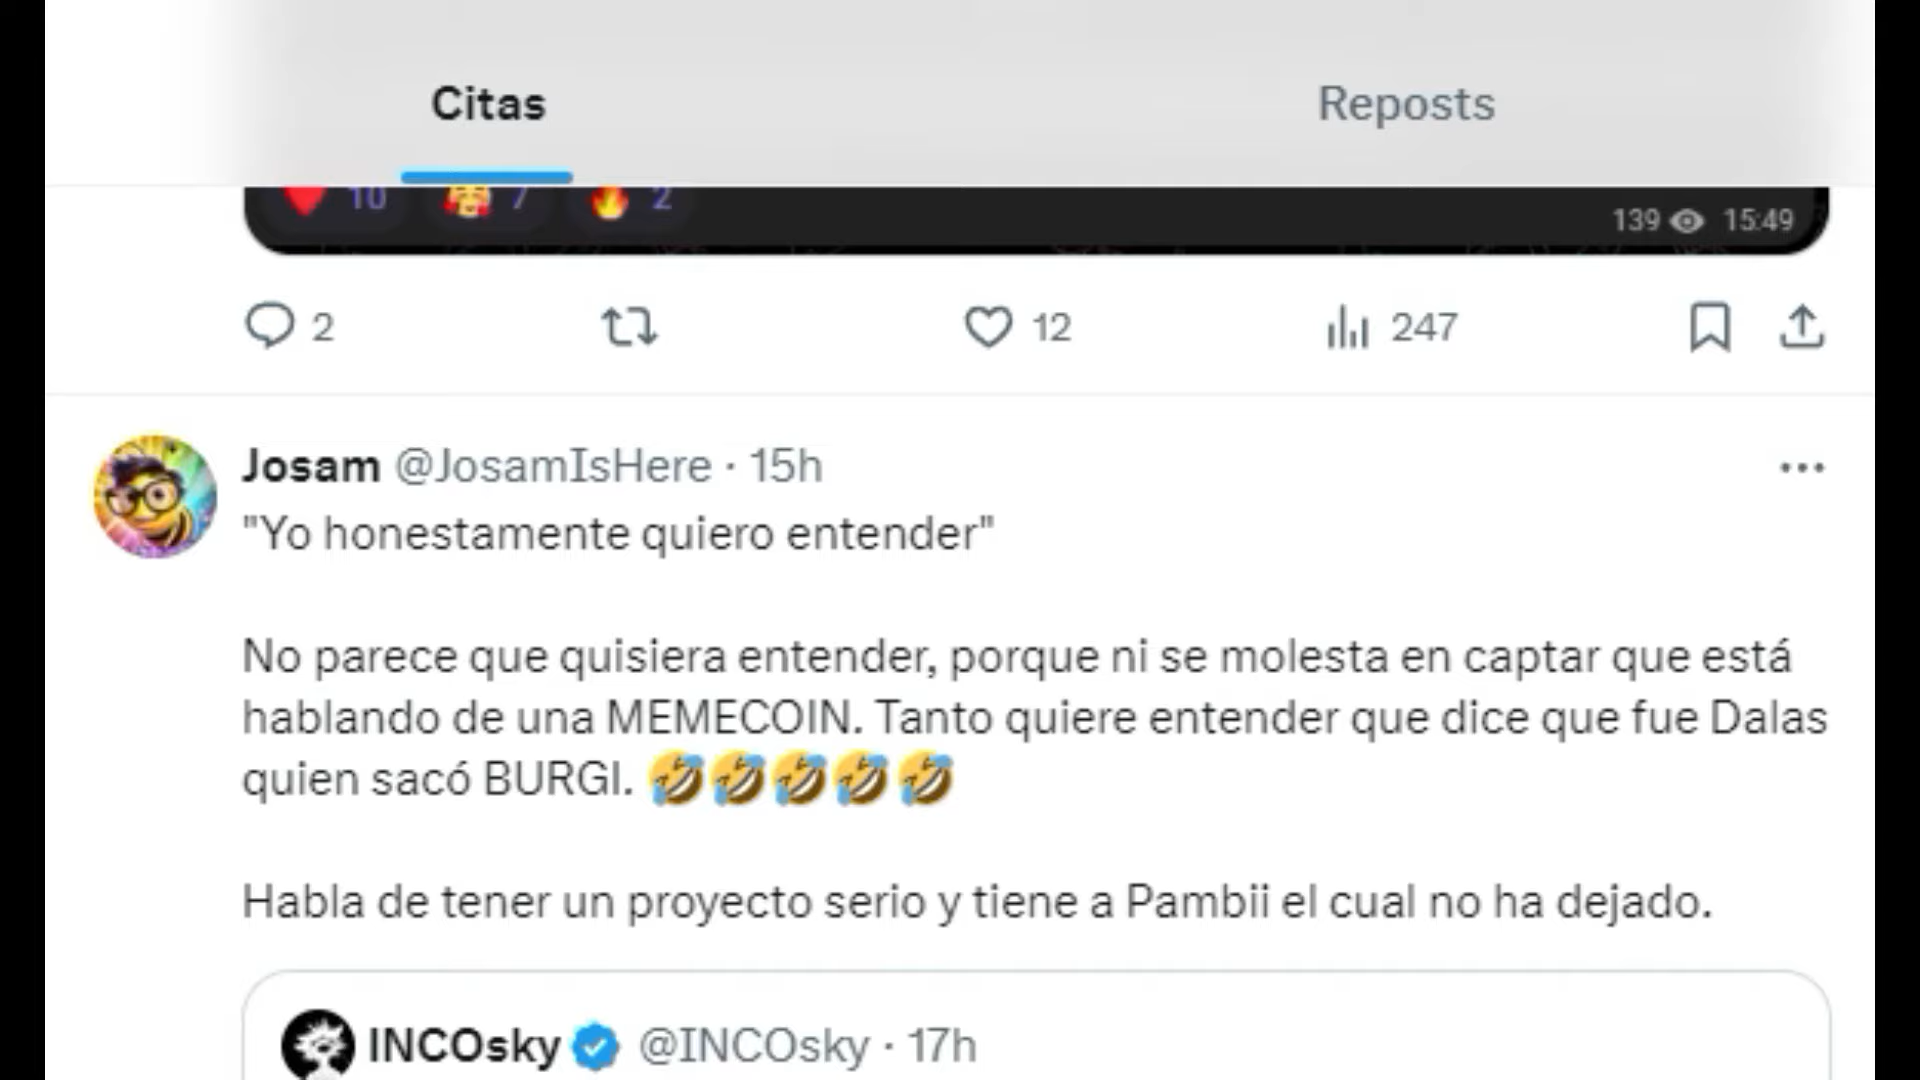 Citas
Reposts
10 7 2
139 15:49
2 12 247
Josam @JosamIsHere · 15h
"Yo honestamente quiero entender"
No parece que quisiera entender, porque ni se molesta en captar que está
hablando de una MEMECOIN. Tanto quiere entender que dice que fue Dalas
quien sacó BURGI. 🤣🤣🤣🤣🤣
Habla de tener un proyecto serio y tiene a Pambii el cual no ha dejado.
INCOsky @INCOsky · 17h